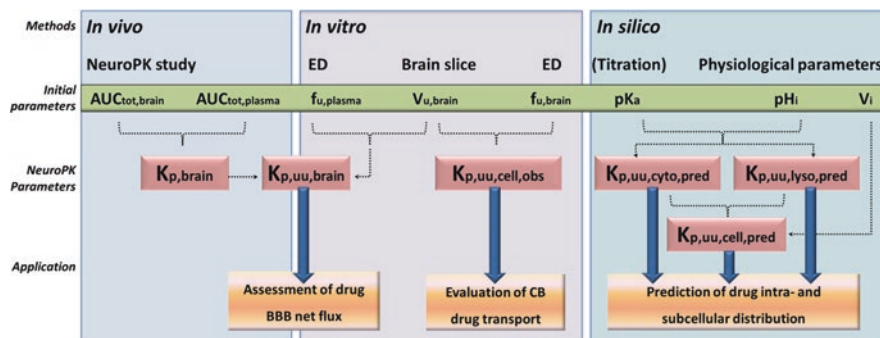 Methods
In vivo
In vitro
In silico
NeuroPK study
ED
Brain slice
ED
(Titration)
Physiological parameters
Initial
parameters
AUCtot,brain
AUCtot,plasma
fu,plasma
Vu,brain
fu,brain
pKa
pHi
Vi
NeuroPK
Parameters
Kp,brain
Kp,uu,brain
Kp,uu,cell,obs
Kp,uu,cyto,pred
Kp,uu,lyso,pred
Kp,uu,cell,pred
Application
Assessment of drug
BBB net flux
Evaluation of CB
drug transport
Prediction of drug intra- and
subcellular distribution